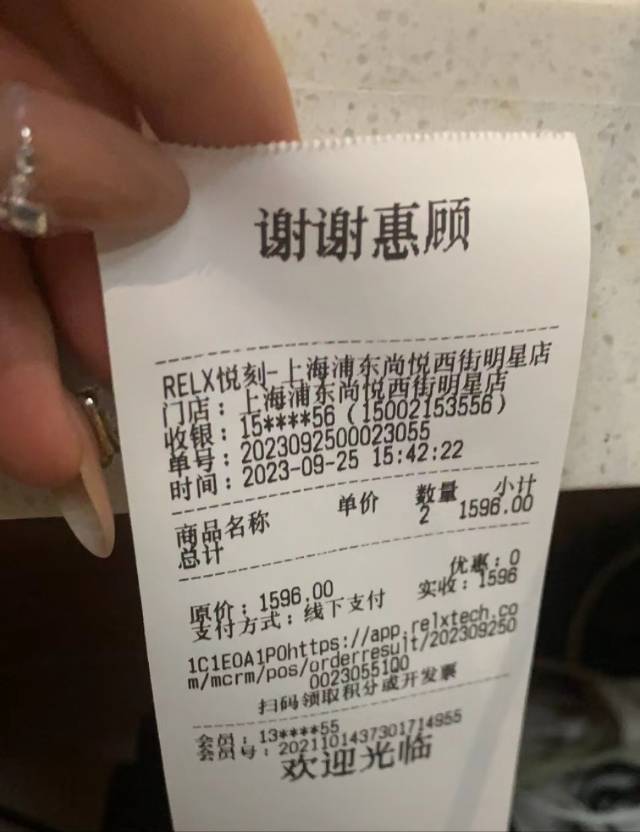 谢谢惠顾
RELX悦刻-上海浦东尚悦西街明星店
门店：上海浦东尚悦西街明星店
收银：15****56（15002153556）
单号：2023092500023055
时间：2023-09-25 15:42:22
商品名称 单价 数量 小计
总计 2 1596.00
原价：1596.00 优惠：0
支付方式：线下支付 实收：1596
1C1E0A1P0https://app.relxtech.co
m/mcrm/pos/orderresult/202309250
0023055100
扫码领取积分或开发票
会员：13****55
会员号：20211014437301714955
欢迎光临